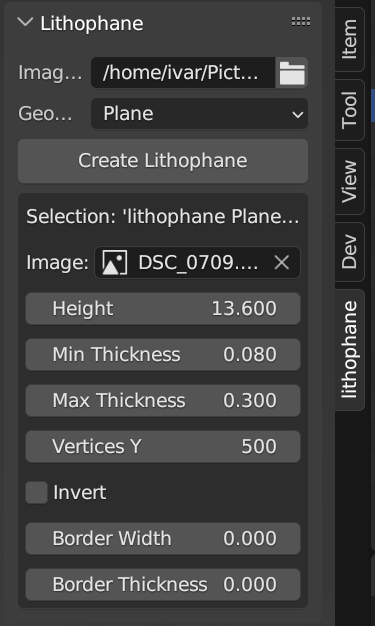 Lithophane
Imag... /home/ivar/Pict...
Geo... Plane
Create Lithophane
Selection: 'lithophane Plane...
Image: DSC_0709....
Height 13.600
Min Thickness 0.080
Max Thickness 0.300
Vertices Y 500
Invert
Border Width 0.000
Border Thickness 0.000
Item
Tool
View
Dev
lithophane